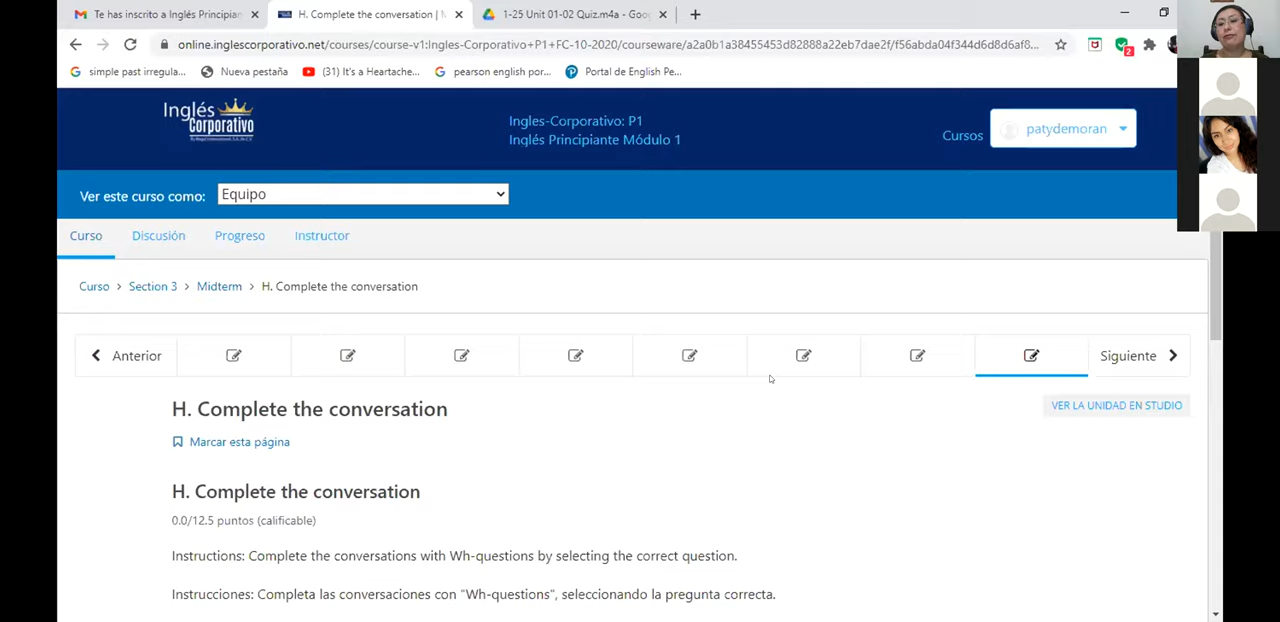 Te has inscrito a Inglés Principian
H. Complete the conversation | M
1-25 Unit 01-02 Quiz.m4a - Goo
online.inglescorporativo.net/courses/course-v1:Ingles-Corporativo+P1+FC-10-2020/courseware/a2a0b1a38455453d82888a22eb7dae2f/f56abda04f344d6d8d6af8...
2
simple past irregula...
Nueva pestaña
(31) It's a Heartache...
pearson english por...
Portal de English Pe...
Inglés
Corporativo
Ingles-Corporativo: P1
Inglés Principiante Módulo 1
Cursos
patydemoran
Ver este curso como:
Equipo
Curso
Discusión
Progreso
Instructor
Curso > Section 3 > Midterm > H. Complete the conversation
Anterior
Siguiente
H. Complete the conversation
VER LA UNIDAD EN STUDIO
Marcar esta página
H. Complete the conversation
0.0/12.5 puntos (calificable)
Instructions: Complete the conversations with Wh-questions by selecting the correct question.
Instrucciones: Completa las conversaciones con "Wh-questions", seleccionando la pregunta correcta.